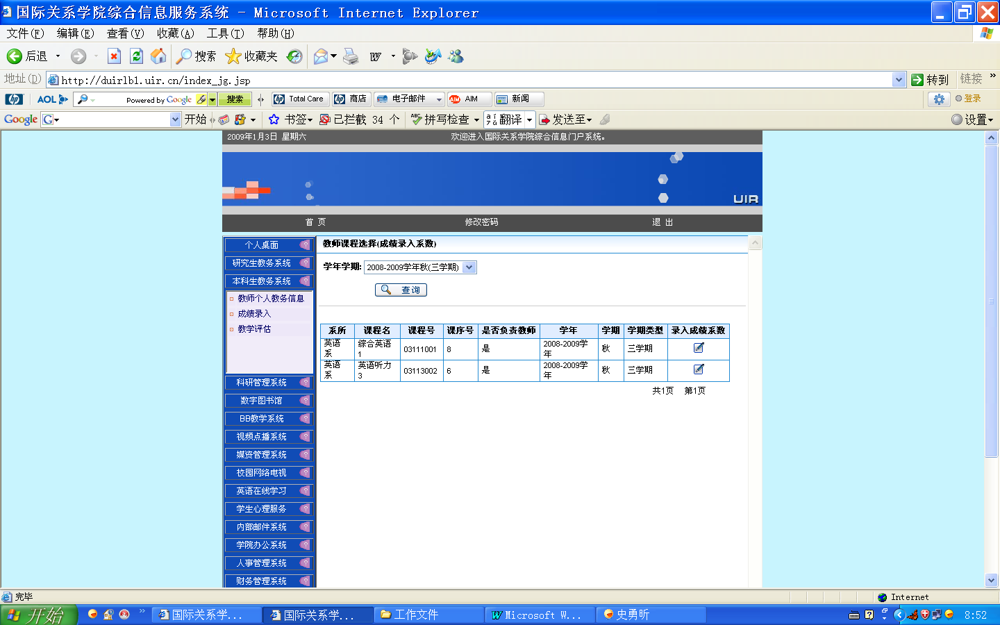 国际关系学院综合信息服务系统 - Microsoft Internet Explorer
文件(F) 编辑(E) 查看(V) 收藏(A) 工具(T) 帮助(H)
后退 搜索 收藏夹
地址(D) http://duirlb1.uir.cn/index_jg.jsp 转到 链接 »
hp AOL Powered by Google 搜索 Total Care 商店 电子邮件 AIM 新闻 登录
Google G 开始 书签 已拦截 34 个 拼写检查 翻译 发送至 设置
2009年1月3日 星期六 欢迎进入国际关系学院综合信息门户系统。
UIR
首 页 修改密码 退 出
个人桌面
研究生教务系统
本科生教务系统
教师个人教务信息
成绩录入
教学评估
科研管理系统
数字图书馆
BB教学系统
视频点播系统
媒资管理系统
校园网络电视
英语在线学习
学生心理服务
内部邮件系统
学院办公系统
人事管理系统
财务管理系统
教师课程选择(成绩录入系数)
学年学期: 2008-2009学年秋(三学期)
查询
系所 课程名 课程号 课序号 是否负责教师 学年 学期 学期类型 录入成绩系数
英语系 综合英语1 03111001 8 是 2008-2009学年 秋 三学期
英语系 英语听力3 03113002 6 是 2008-2009学年 秋 三学期
共1页 第1页
完毕 Internet
开始 » 国际关系学... 国际关系学... 工作文件 Microsoft W... 史勇昕 8:52